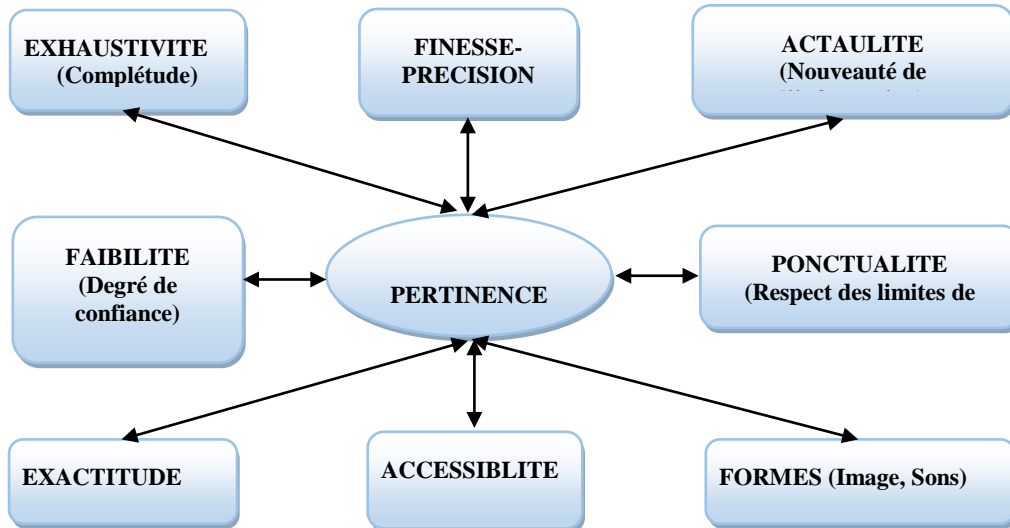 EXHAUSTIVITE
(Complétude)
FINESSE-
PRECISION
ACTAULITE
(Nouveauté de
FAIBILITE
(Degré de
confiance)
PERTINENCE
PONCTUALITE
(Respect des limites de
EXACTITUDE
ACCESSIBLITE
FORMES (Image, Sons)